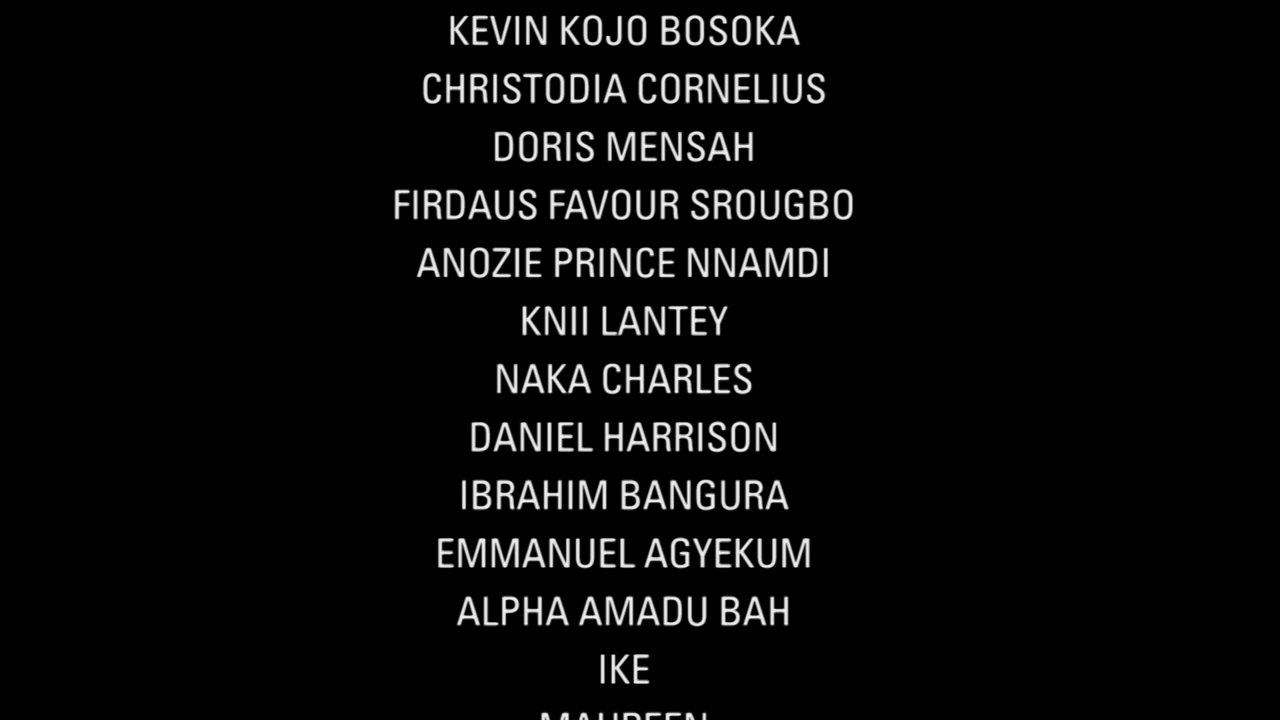 KEVIN KOJO BOSOKA
CHRISTODIA CORNELIUS
DORIS MENSAH
FIRDAUS FAVOUR SROUGBO
ANOZIE PRINCE NNAMDI
KNII LANTEY
NAKA CHARLES
DANIEL HARRISON
IBRAHIM BANGURA
EMMANUEL AGYEKUM
ALPHA AMADU BAH
IKE
MAUREEN